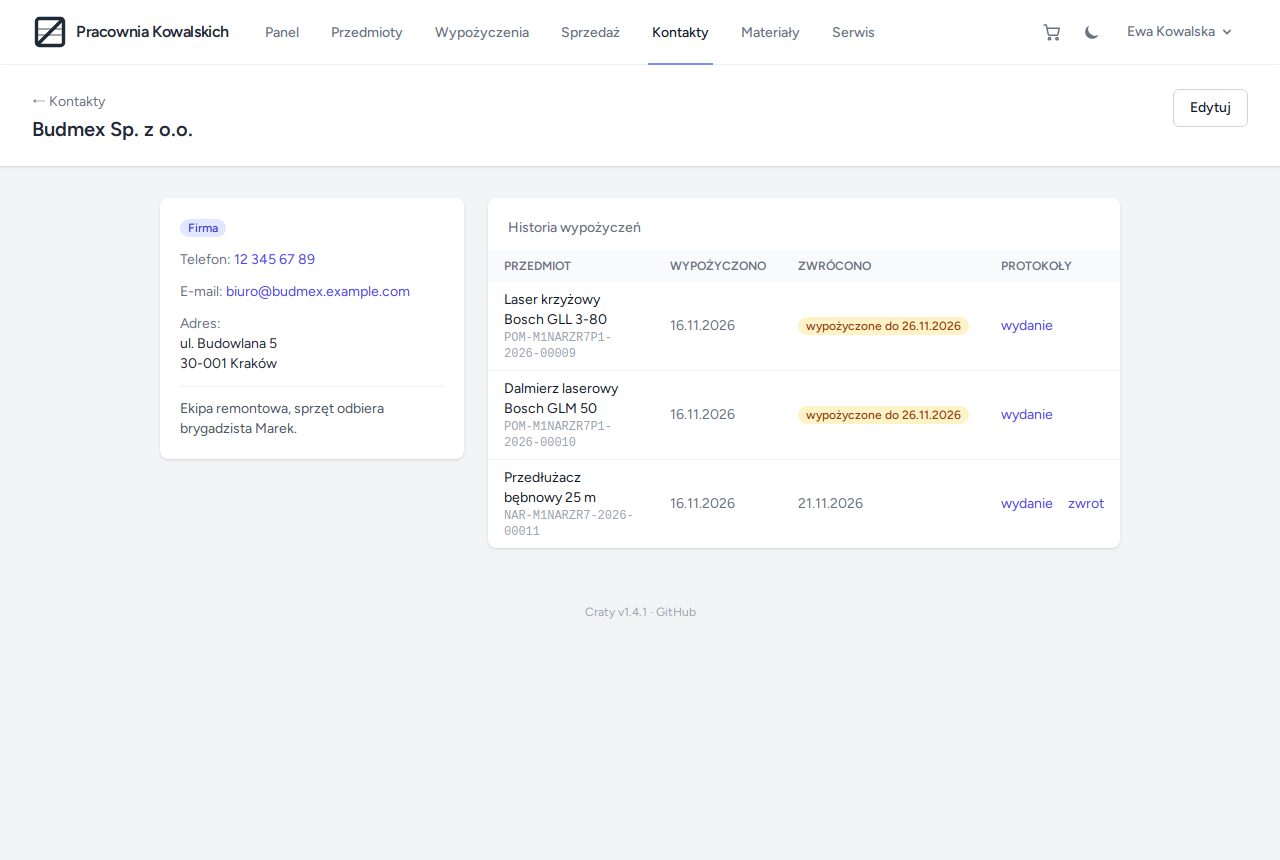 Pracownia Kowalskich Panel Przedmioty Wypożyczenia Sprzedaż Kontakty Materiały Serwis Ewa Kowalska
← Kontakty
Budmex Sp. z o.o.
Edytuj
Firma
Telefon: 12 345 67 89
E-mail: biuro@budmex.example.com
Adres:
ul. Budowlana 5
30-001 Kraków
Ekipa remontowa, sprzęt odbiera
brygadzista Marek.
Historia wypożyczeń
PRZEDMIOT WYPOŻYCZONO ZWRÓCONO PROTOKOŁY
Laser krzyżowy
Bosch GLL 3-80
POM-M1NARZR7P1-
2026-00009
16.11.2026 wypożyczone do 26.11.2026 wydanie
Dalmierz laserowy
Bosch GLM 50
POM-M1NARZR7P1-
2026-00010
16.11.2026 wypożyczone do 26.11.2026 wydanie
Przedłużacz
bębnowy 25 m
NAR-M1NARZR7-2026-
00011
16.11.2026 21.11.2026 wydanie zwrot
Craty v1.4.1 · GitHub